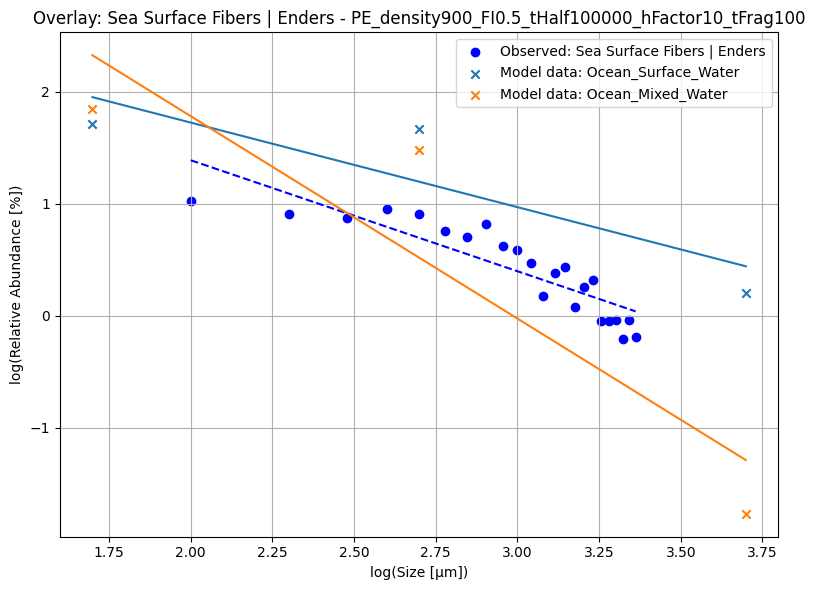 Overlay: Sea Surface Fibers | Enders - PE_density900_FI0.5_tHalf100000_hFactor10_tFrag100
Observed: Sea Surface Fibers | Enders
Model data: Ocean_Surface_Water
Model data: Ocean_Mixed_Water
log(Relative Abundance [%])
2
1
0
−1
1.75
2.00
2.25
2.50
2.75
3.00
3.25
3.50
3.75
log(Size [μm])